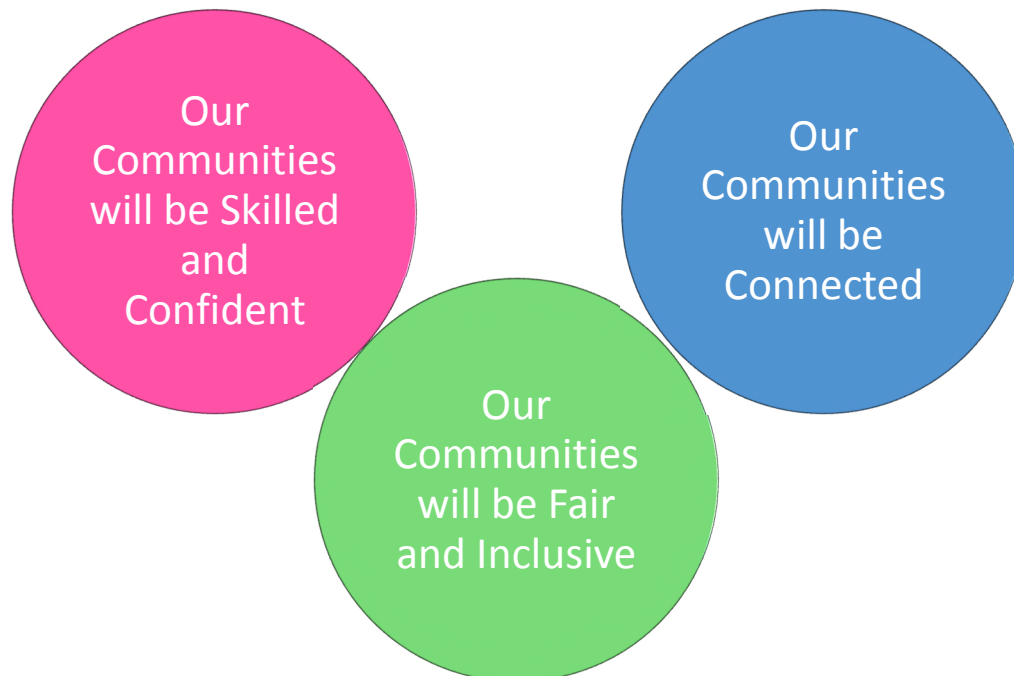 Our
Communities
will be Skilled
and
Confident
Our
Communities
will be
Connected
Our
Communities
will be Fair
and Inclusive